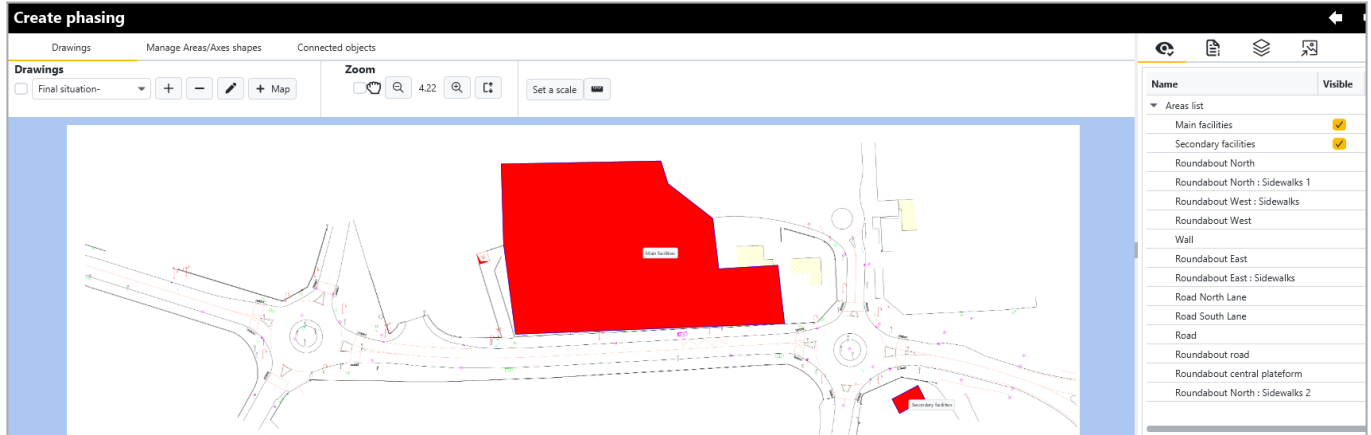 Create phasing
Drawings Manage Areas/Axes shapes Connected objects
Drawings Zoom
Final situation- + Map 4.22 Set a scale
Name Visible
Areas list
Main facilities
Secondary facilities
Roundabout North
Roundabout North : Sidewalks 1
Roundabout West : Sidewalks
Roundabout West
Wall
Roundabout East
Roundabout East : Sidewalks
Road North Lane
Road South Lane
Road
Roundabout road
Roundabout central plateform
Roundabout North : Sidewalks 2
Main facilities
Secondary facilities